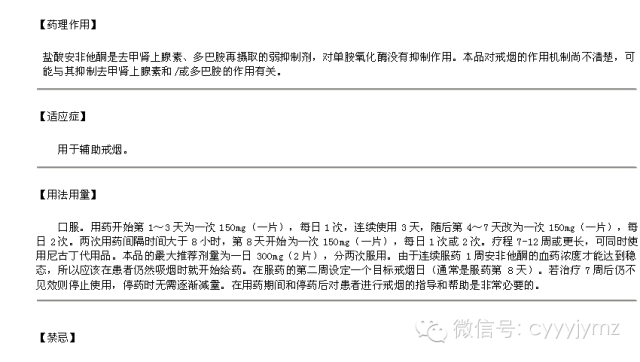 【药理作用】
盐酸安非他酮是去甲肾上腺素、多巴胺再摄取的弱抑制剂，对单胺氧化酶没有抑制作用。本品对戒烟的作用机制尚不清楚，可
能与其抑制去甲肾上腺素和/或多巴胺的作用有关。
【适应症】
用于辅助戒烟。
【用法用量】
口服。用药开始第1～3天为一次150mg（一片），每日1次，连续使用3天，随后第4～7天改为一次150mg（一片），每
日2次。两次用药间隔时间大于8小时，第8天开始为一次150mg（一片），每日1次或2次。疗程7-12周或更长，可同时使
用尼古丁代用品。本品的最大推荐剂量为一日300mg（2片），分两次服用。由于连续服药1周安非他酮的血药浓度才能达到稳
态，所以应该在患者仍然吸烟时就开始给药。在服药的第二周设定一个目标戒烟日（通常是服药第8天）。若治疗7周后仍不
见效则停止使用，停药时无需逐渐减量。在用药期间和停药后对患者进行戒烟的指导和帮助是非常必要的。
【禁忌】
微信号: cyyyjymz